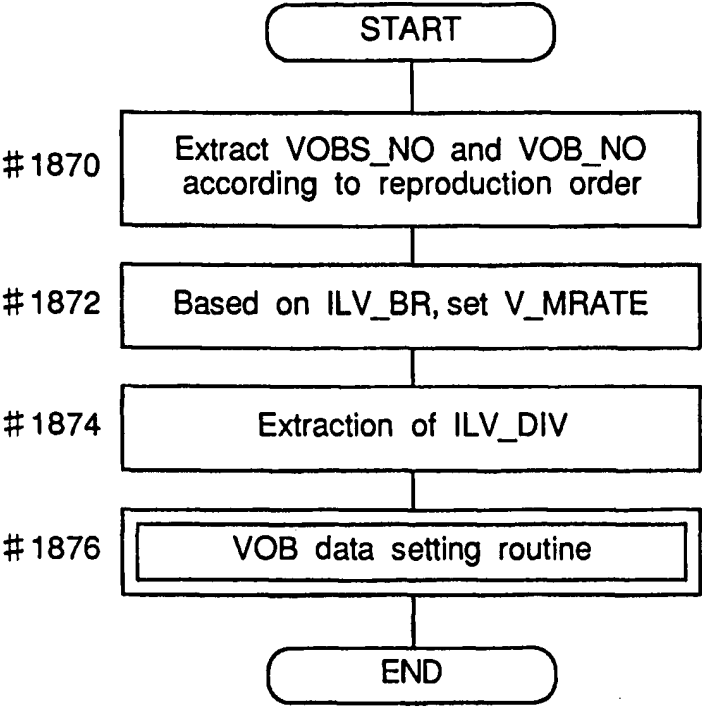 START
#1870
Extract VOBS_NO and VOB_NO
according to reproduction order
#1872
Based on ILV_BR, set V_MRATE
#1874
Extraction of ILV_DIV
#1876
VOB data setting routine
END